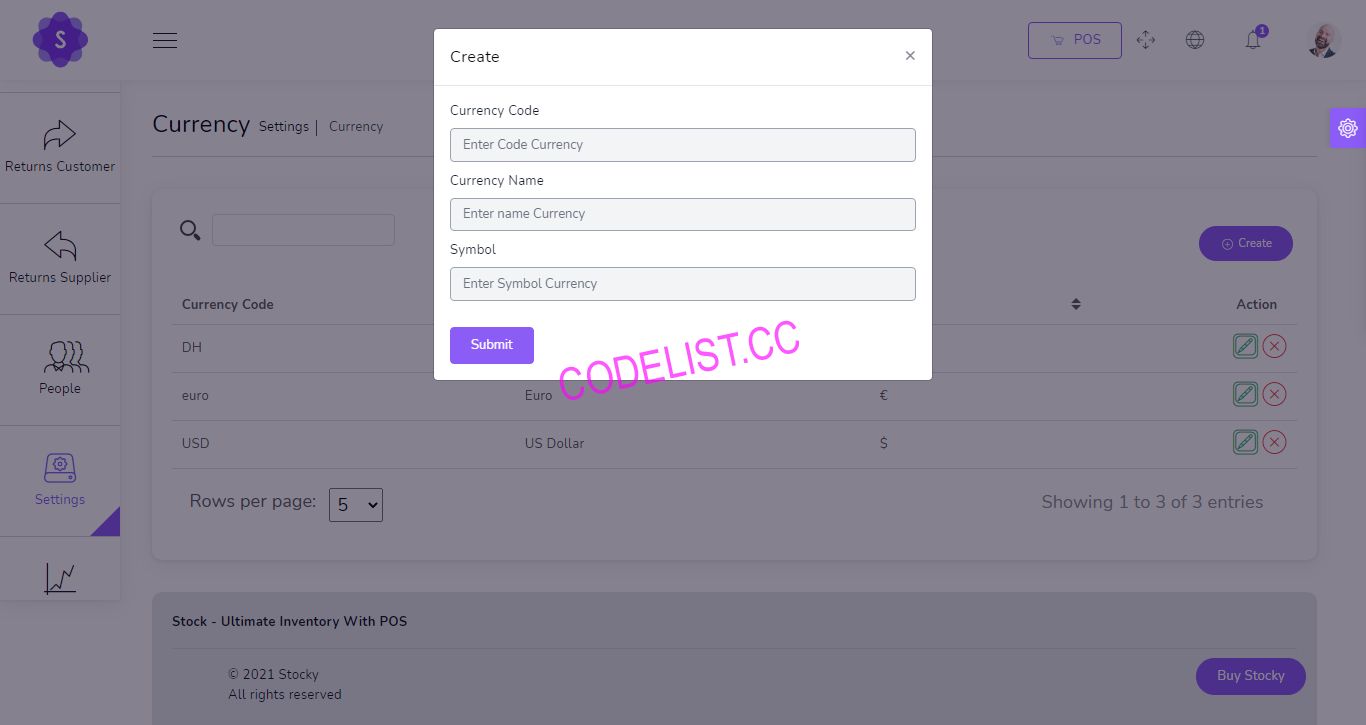 S
POS
1
Create
×
Currency Code
Enter Code Currency
Currency Name
Enter name Currency
Symbol
Enter Symbol Currency
Submit
CODELIST.CC
Returns Customer
Returns Supplier
People
Settings
Currency Settings | Currency
Create
Currency Code Action
DH
euro Euro €
USD US Dollar $
Rows per page: 5 Showing 1 to 3 of 3 entries
Stock - Ultimate Inventory With POS
© 2021 Stocky
All rights reserved
Buy Stocky